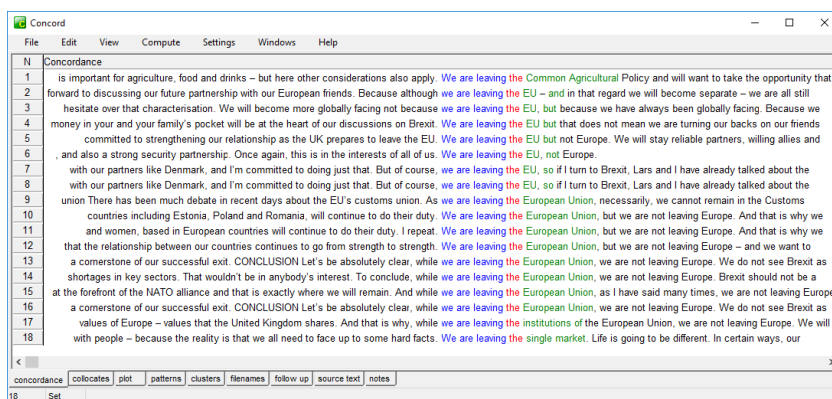 Concord
File Edit View Compute Settings Windows Help
N Concordance
1 is important for agriculture, food and drinks – but here other considerations also apply. We are leaving the Common Agricultural Policy and will want to take the opportunity that
2 forward to discussing our future partnership with our European friends. Because although we are leaving the EU – and in that regard we will become separate – we are all still
3 hesitate over that characterisation. We will become more globally facing not because we are leaving the EU, but because we have always been globally facing. Because we
4 money in your and your family's pocket will be at the heart of our discussions on Brexit. We are leaving the EU but that does not mean we are turning our backs on our friends
5 committed to strengthening our relationship as the UK prepares to leave the EU. We are leaving the EU but not Europe. We will stay reliable partners, willing allies and
6 , and also a strong security partnership. Once again, this is in the interests of all of us. We are leaving the EU, not Europe.
7 with our partners like Denmark, and I'm committed to doing just that. But of course, we are leaving the EU, so if I turn to Brexit, Lars and I have already talked about the
8 with our partners like Denmark, and I'm committed to doing just that. But of course, we are leaving the EU, so if I turn to Brexit, Lars and I have already talked about the
9 union There has been much debate in recent days about the EU's customs union. As we are leaving the European Union, necessarily, we cannot remain in the Customs
10 countries including Estonia, Poland and Romania, will continue to do their duty. We are leaving the European Union, but we are not leaving Europe. And that is why we
11 and women, based in European countries will continue to do their duty. I repeat. We are leaving the European Union, but we are not leaving Europe. And that is why we
12 that the relationship between our countries continues to go from strength to strength. We are leaving the European Union, but we are not leaving Europe – and we want to
13 a cornerstone of our successful exit. CONCLUSION Let's be absolutely clear, while we are leaving the European Union, we are not leaving Europe. We do not see Brexit as
14 shortages in key sectors. That wouldn't be in anybody's interest. To conclude, while we are leaving the European Union, we are not leaving Europe. Brexit should not be a
15 at the forefront of the NATO alliance and that is exactly where we will remain. And while we are leaving the European Union, as I have said many times, we are not leaving Europe
16 a cornerstone of our successful exit. CONCLUSION Let's be absolutely clear, while we are leaving the European Union, we are not leaving Europe. We do not see Brexit as
17 values of Europe – values that the United Kingdom shares. And that is why, while we are leaving the institutions of the European Union, we are not leaving Europe. We will
18 with people – because the reality is that we all need to face up to some hard facts. We are leaving the single market. Life is going to be different. In certain ways, our
concordance collocates plot patterns clusters filenames follow up source text notes
18 Set